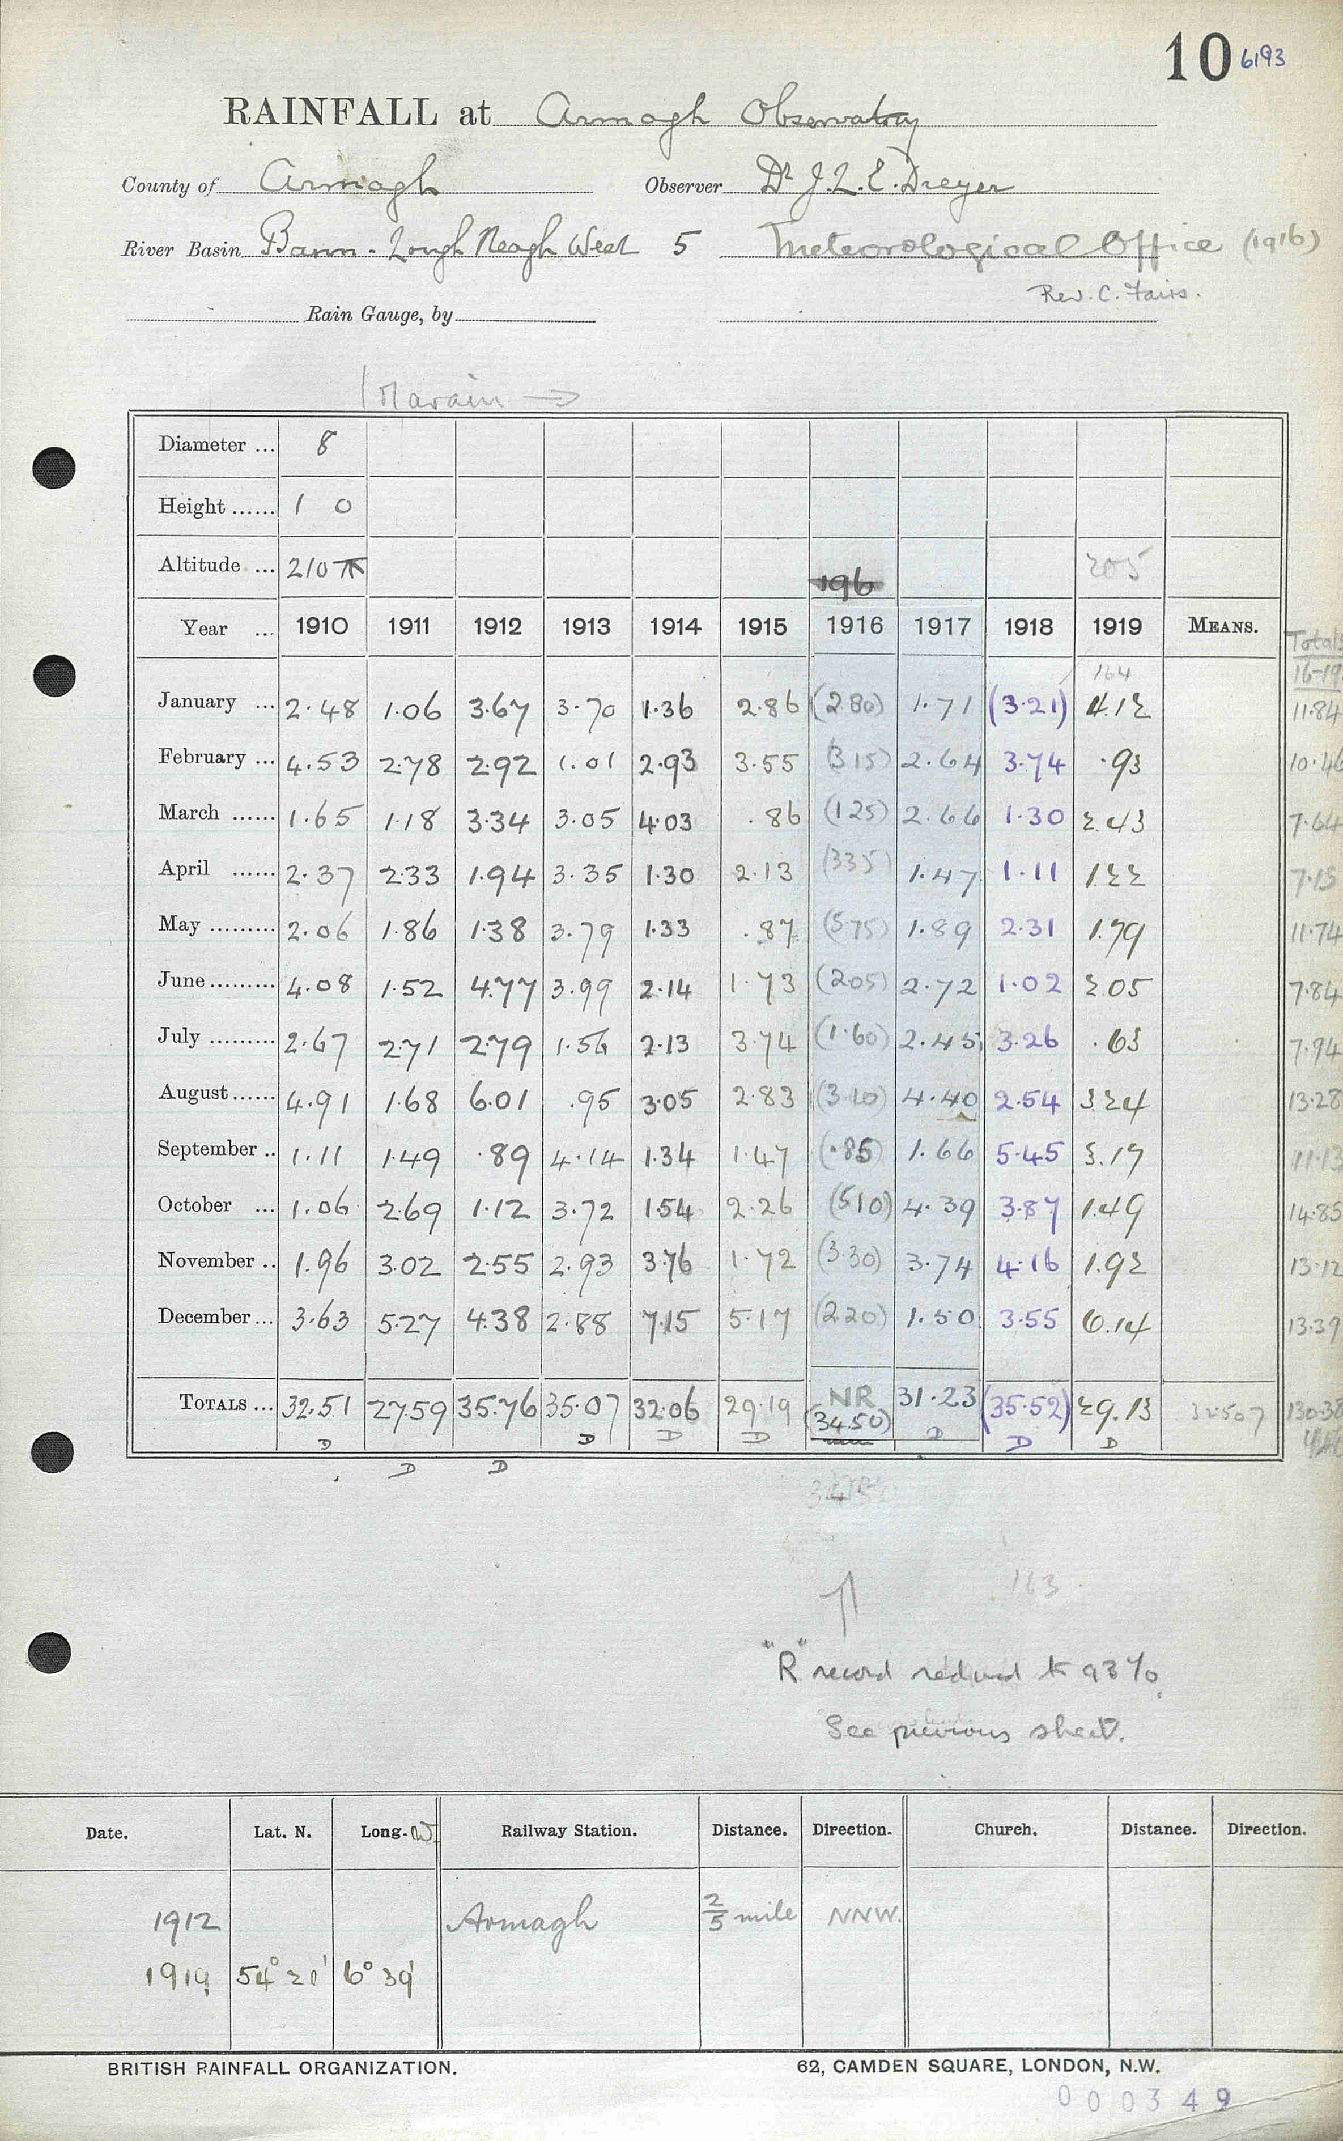 10 6193
RAINFALL at Armagh Observatory
County of Armagh Observer Dr J.L.E. Dreyer
River Basin Bann - Lough Neagh West 5 Meteorological Office (1916)
Rev. C. Fairs.
Rain Gauge, by
Diameter ... 8
Height ...... 1 0
Altitude ... 210 205
196
Year ... 1910 1911 1912 1913 1914 1915 1916 1917 1918 1919 MEANS. Totals
164 16-19
January ... 2.48 1.06 3.67 3.70 1.36 2.86 (2.80) 1.71 (3.21) 4.12 11.84
February ... 4.53 2.78 2.92 1.01 2.93 3.55 (3.15) 2.64 3.74 .93 10.46
March ...... 1.65 1.18 3.34 3.05 4.03 .86 (1.25) 2.66 1.30 2.43 7.64
April ...... 2.37 2.33 1.94 3.35 1.30 2.13 (3.35) 1.47 1.11 1.22 7.15
May ......... 2.06 1.86 1.38 3.79 1.33 .87 (5.75) 1.89 2.31 1.79 11.74
June ......... 4.08 1.52 4.77 3.99 2.14 1.73 (2.05) 2.72 1.02 2.05 7.84
July ......... 2.67 2.71 2.79 1.56 2.13 3.74 (1.60) 2.45 3.26 .63 7.94
August ...... 4.91 1.68 6.01 .95 3.05 2.83 (3.10) 4.40 2.54 3.24 13.28
September .. 1.11 1.49 .89 4.14 1.34 1.47 (.85) 1.66 5.45 3.17 11.13
October ... 1.06 2.69 1.12 3.72 1.54 2.26 (5.10) 4.39 3.87 1.49 14.85
November .. 1.96 3.02 2.55 2.93 3.76 1.72 (3.30) 3.74 4.16 1.92 13.12
December ... 3.63 5.27 4.38 2.88 7.15 5.17 (2.20) 1.50 3.55 6.14 13.39
TOTALS ... 32.51 27.59 35.76 35.07 32.06 29.19 NR (34.50) 31.23 (35.52) 29.13 32.507 130.38
D D D D D D D
D D
163
"R" record reduced to 93%.
See previous sheet.
Date. Lat. N. Long. W Railway Station. Distance. Direction. Church. Distance. Direction.
1912 Armagh 2/5 mile NNW.
1919 54° 21' 6° 39'
BRITISH RAINFALL ORGANIZATION. 62, CAMDEN SQUARE, LONDON, N.W.
000349